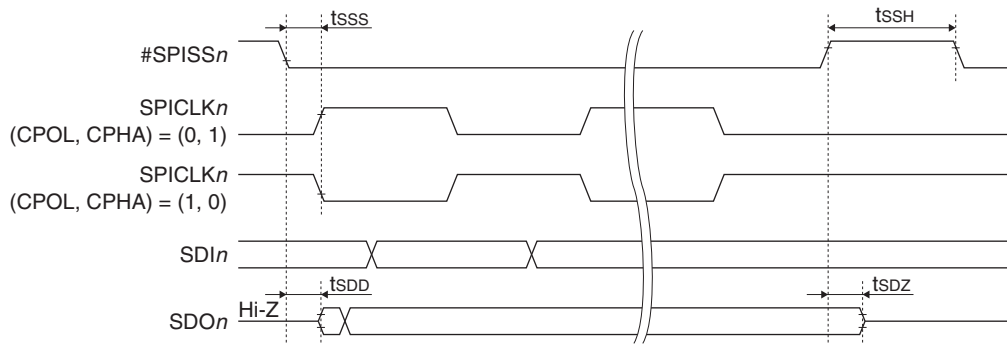 tSSS
tSSH
#SPISSn
SPICLKn
(CPOL, CPHA) = (0, 1)
SPICLKn
(CPOL, CPHA) = (1, 0)
SDIn
tSDD
tSDZ
Hi-Z
SDOn